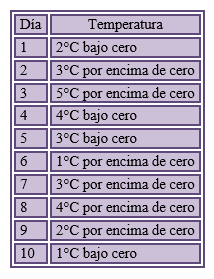 Día Temperatura
1 2°C bajo cero
2 3°C por encima de cero
3 5°C por encima de cero
4 4°C bajo cero
5 3°C bajo cero
6 1°C por encima de cero
7 3°C por encima de cero
8 4°C por encima de cero
9 2°C por encima de cero
10 1°C bajo cero